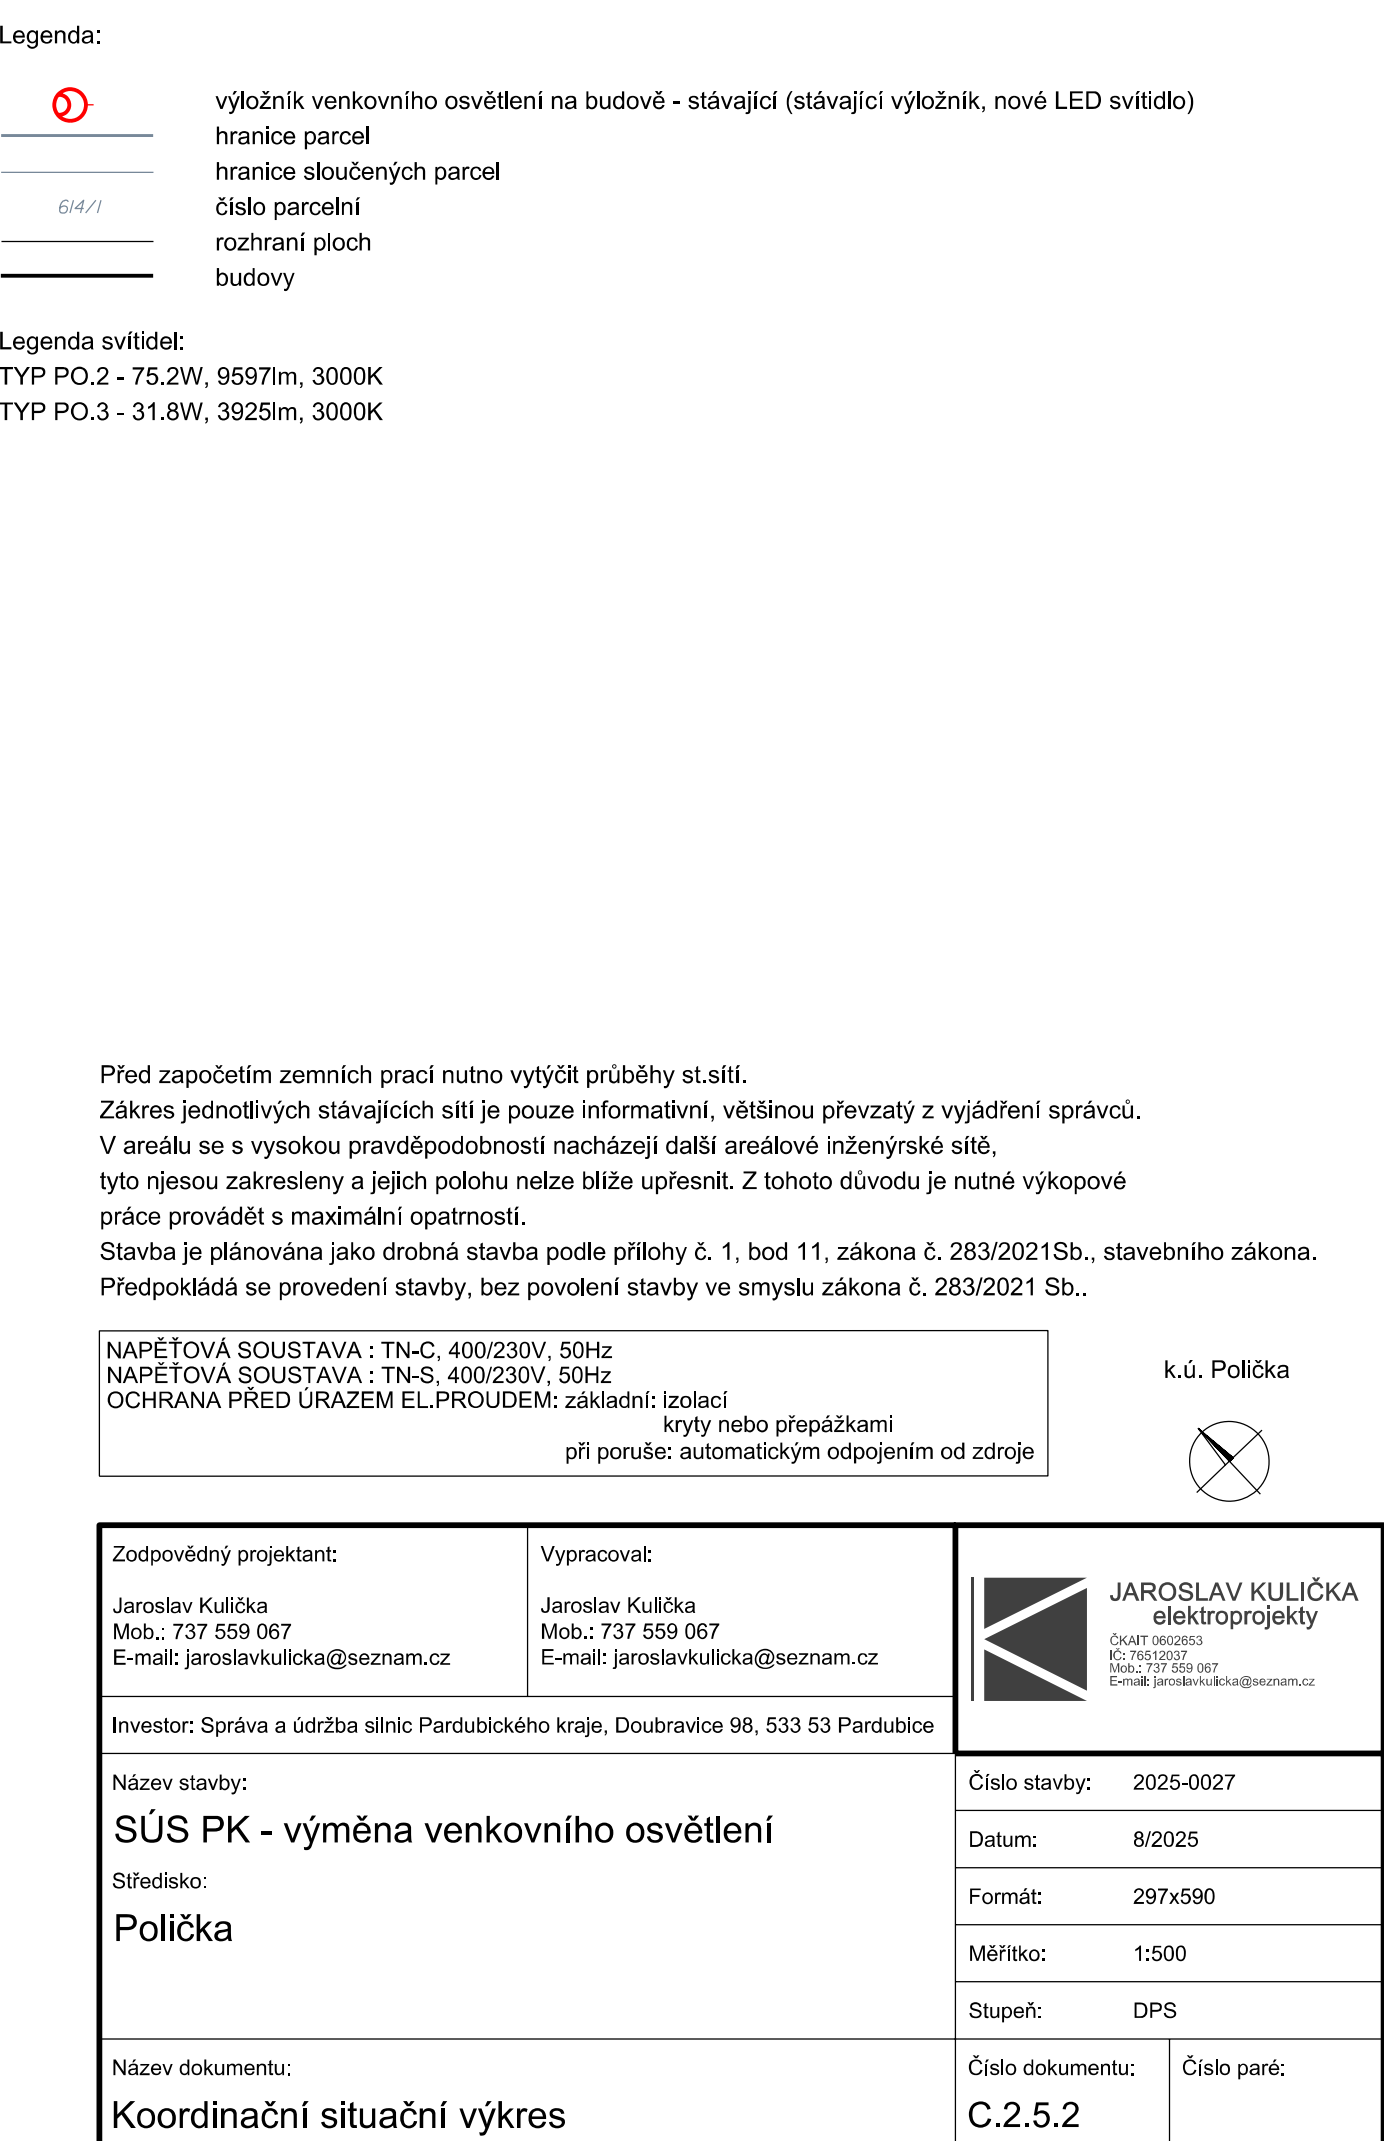 Legenda:
výložník venkovního osvětlení na budově - stávající (stávající výložník, nové LED svítidlo)
hranice parcel
hranice sloučených parcel
614/1 číslo parcelní
rozhraní ploch
budovy
Legenda svítidel:
TYP PO.2 - 75.2W, 9597lm, 3000K
TYP PO.3 - 31.8W, 3925lm, 3000K
Před započetím zemních prací nutno vytýčit průběhy st.sítí.
Zákres jednotlivých stávajících sítí je pouze informativní, většinou převzatý z vyjádření správců.
V areálu se s vysokou pravděpodobností nacházejí další areálové inženýrské sítě,
tyto njesou zakresleny a jejich polohu nelze blíže upřesnit. Z tohoto důvodu je nutné výkopové
práce provádět s maximální opatrností.
Stavba je plánována jako drobná stavba podle přílohy č. 1, bod 11, zákona č. 283/2021Sb., stavebního zákona.
Předpokládá se provedení stavby, bez povolení stavby ve smyslu zákona č. 283/2021 Sb..
NAPĚŤOVÁ SOUSTAVA : TN-C, 400/230V, 50Hz
NAPĚŤOVÁ SOUSTAVA : TN-S, 400/230V, 50Hz
OCHRANA PŘED ÚRAZEM EL.PROUDEM: základní: izolací
kryty nebo přepážkami
při poruše: automatickým odpojením od zdroje
k.ú. Polička
Zodpovědný projektant:
Jaroslav Kulička
Mob.: 737 559 067
E-mail: jaroslavkulicka@seznam.cz
Vypracoval:
Jaroslav Kulička
Mob.: 737 559 067
E-mail: jaroslavkulicka@seznam.cz
JAROSLAV KULIČKA
elektroprojekty
ČKAIT 0602653
IČ: 76512037
Mob.: 737 559 067
E-mail: jaroslavkulicka@seznam.cz
Investor: Správa a údržba silnic Pardubického kraje, Doubravice 98, 533 53 Pardubice
Název stavby:
SÚS PK - výměna venkovního osvětlení
Středisko:
Polička
Číslo stavby: 2025-0027
Datum: 8/2025
Formát: 297x590
Měřítko: 1:500
Stupeň: DPS
Název dokumentu:
Koordinační situační výkres
Číslo dokumentu:
C.2.5.2
Číslo paré: